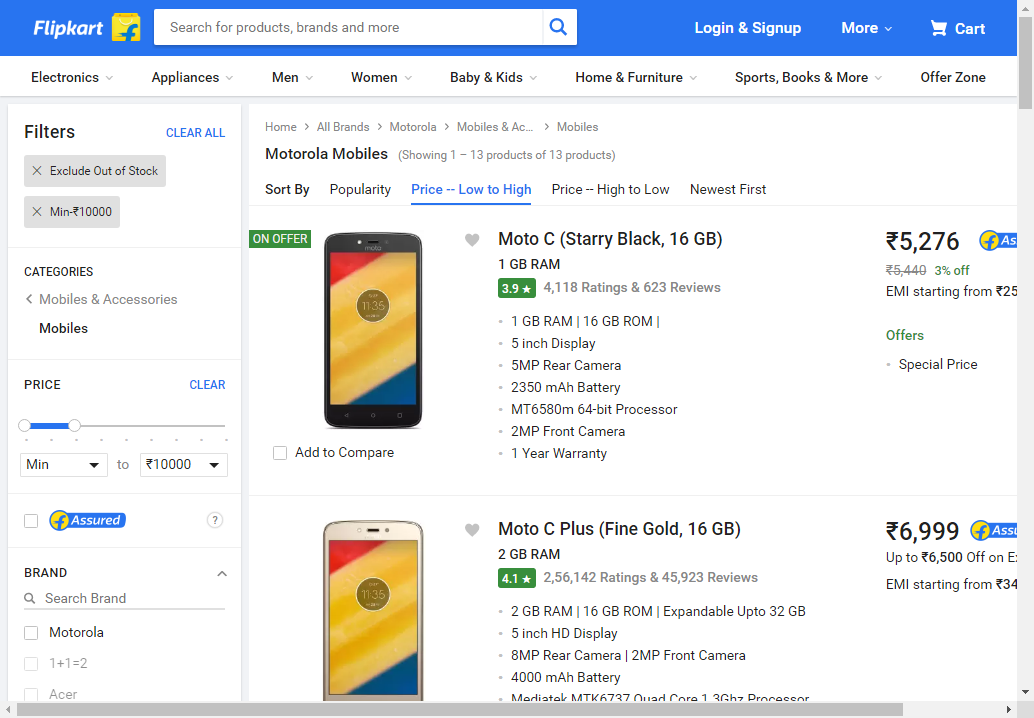 Flipkart
Search for products, brands and more
Login & Signup
More
Cart
Electronics
Appliances
Men
Women
Baby & Kids
Home & Furniture
Sports, Books & More
Offer Zone
Filters
CLEAR ALL
Exclude Out of Stock
Min-₹10000
CATEGORIES
Mobiles & Accessories
Mobiles
PRICE
CLEAR
Min
to
₹10000
Assured
?
BRAND
Search Brand
Motorola
1+1=2
Acer
Home
All Brands
Motorola
Mobiles & Ac...
Mobiles
Motorola Mobiles (Showing 1 – 13 products of 13 products)
Sort By
Popularity
Price -- Low to High
Price -- High to Low
Newest First
ON OFFER
moto
11:35
Add to Compare
Moto C (Starry Black, 16 GB)
1 GB RAM
3.9 ★ 4,118 Ratings & 623 Reviews
1 GB RAM | 16 GB ROM |
5 inch Display
5MP Rear Camera
2350 mAh Battery
MT6580m 64-bit Processor
2MP Front Camera
1 Year Warranty
₹5,276
As
₹5,440 3% off
EMI starting from ₹25
Offers
Special Price
11:35
Moto C Plus (Fine Gold, 16 GB)
2 GB RAM
4.1 ★ 2,56,142 Ratings & 45,923 Reviews
2 GB RAM | 16 GB ROM | Expandable Upto 32 GB
5 inch HD Display
8MP Rear Camera | 2MP Front Camera
4000 mAh Battery
Mediatek MTK6737 Quad Core 1.3Ghz Processor
₹6,999
Assu
Up to ₹6,500 Off on Ex
EMI starting from ₹34